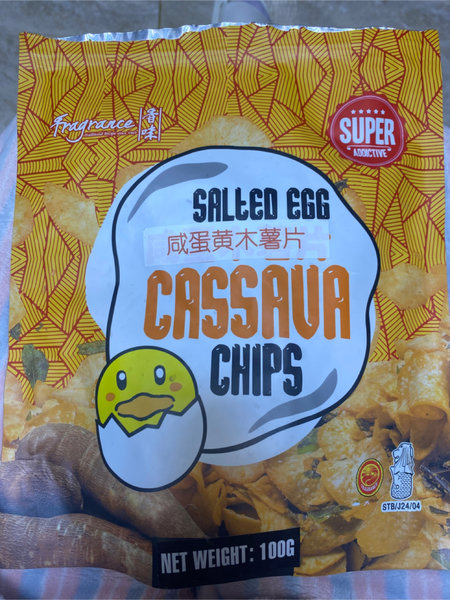 Fragrance
香味
SUPER
ADDICTIVE
SALTED EGG
咸蛋黄木薯片
CASSAVA
CHIPS
STB/J24/04
NET WEIGHT: 100G